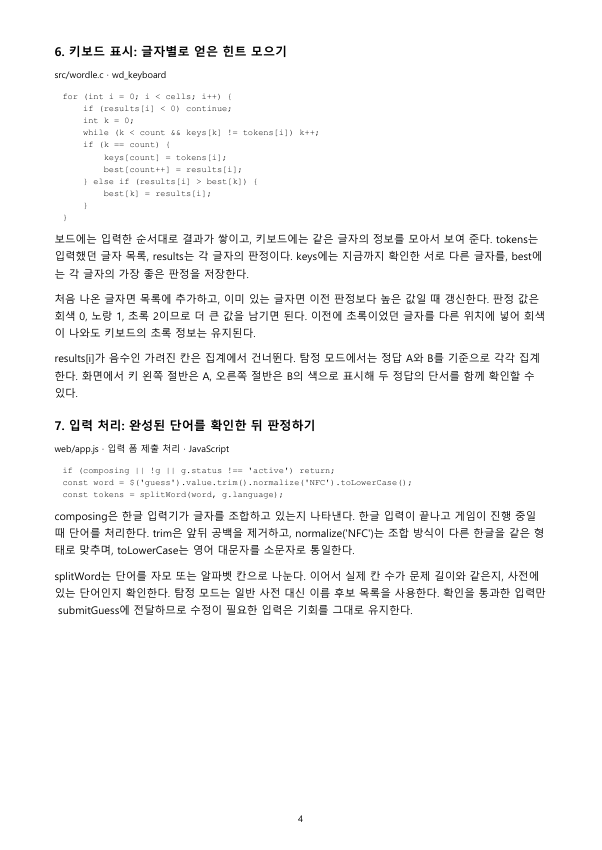 6. 키보드 표시: 글자별로 얻은 힌트 모으기
src/wordle.c · wd_keyboard
for (int i = 0; i < cells; i++) {
    if (results[i] < 0) continue;
    int k = 0;
    while (k < count && keys[k] != tokens[i]) k++;
    if (k == count) {
        keys[count] = tokens[i];
        best[count++] = results[i];
    } else if (results[i] > best[k]) {
        best[k] = results[i];
    }
}
보드에는 입력한 순서대로 결과가 쌓이고, 키보드에는 같은 글자의 정보를 모아서 보여 준다. tokens는
입력했던 글자 목록, results는 각 글자의 판정이다. keys에는 지금까지 확인한 서로 다른 글자를, best에
는 각 글자의 가장 좋은 판정을 저장한다.
처음 나온 글자면 목록에 추가하고, 이미 있는 글자면 이전 판정보다 높은 값일 때 갱신한다. 판정 값은
회색 0, 노랑 1, 초록 2이므로 더 큰 값을 남기면 된다. 이전에 초록이었던 글자를 다른 위치에 넣어 회색
이 나와도 키보드의 초록 정보는 유지된다.
results[i]가 음수인 가려진 칸은 집계에서 건너뛴다. 탐정 모드에서는 정답 A와 B를 기준으로 각각 집계
한다. 화면에서 키 왼쪽 절반은 A, 오른쪽 절반은 B의 색으로 표시해 두 정답의 단서를 함께 확인할 수
있다.
7. 입력 처리: 완성된 단어를 확인한 뒤 판정하기
web/app.js · 입력 폼 제출 처리 · JavaScript
if (composing || !g || g.status !== 'active') return;
const word = $('guess').value.trim().normalize('NFC').toLowerCase();
const tokens = splitWord(word, g.language);
composing은 한글 입력기가 글자를 조합하고 있는지 나타낸다. 한글 입력이 끝나고 게임이 진행 중일
때 단어를 처리한다. trim은 앞뒤 공백을 제거하고, normalize('NFC')는 조합 방식이 다른 한글을 같은 형
태로 맞추며, toLowerCase는 영어 대문자를 소문자로 통일한다.
splitWord는 단어를 자모 또는 알파벳 칸으로 나눈다. 이어서 실제 칸 수가 문제 길이와 같은지, 사전에
있는 단어인지 확인한다. 탐정 모드는 일반 사전 대신 이름 후보 목록을 사용한다. 확인을 통과한 입력만
submitGuess에 전달하므로 수정이 필요한 입력은 기회를 그대로 유지한다.
4